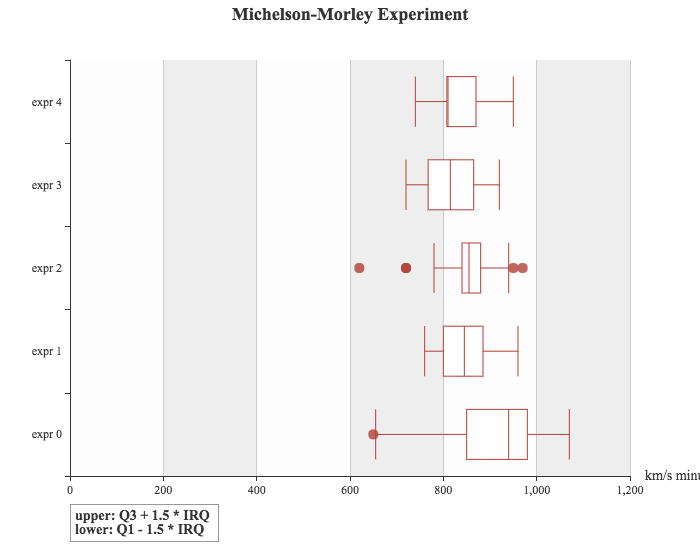 Michelson-Morley Experiment
expr 4
expr 3
expr 2
expr 1
expr 0
0 200 400 600 800 1,000 1,200
km/s
upper: Q3 + 1.5 * IRQ
lower: Q1 - 1.5 * IRQ